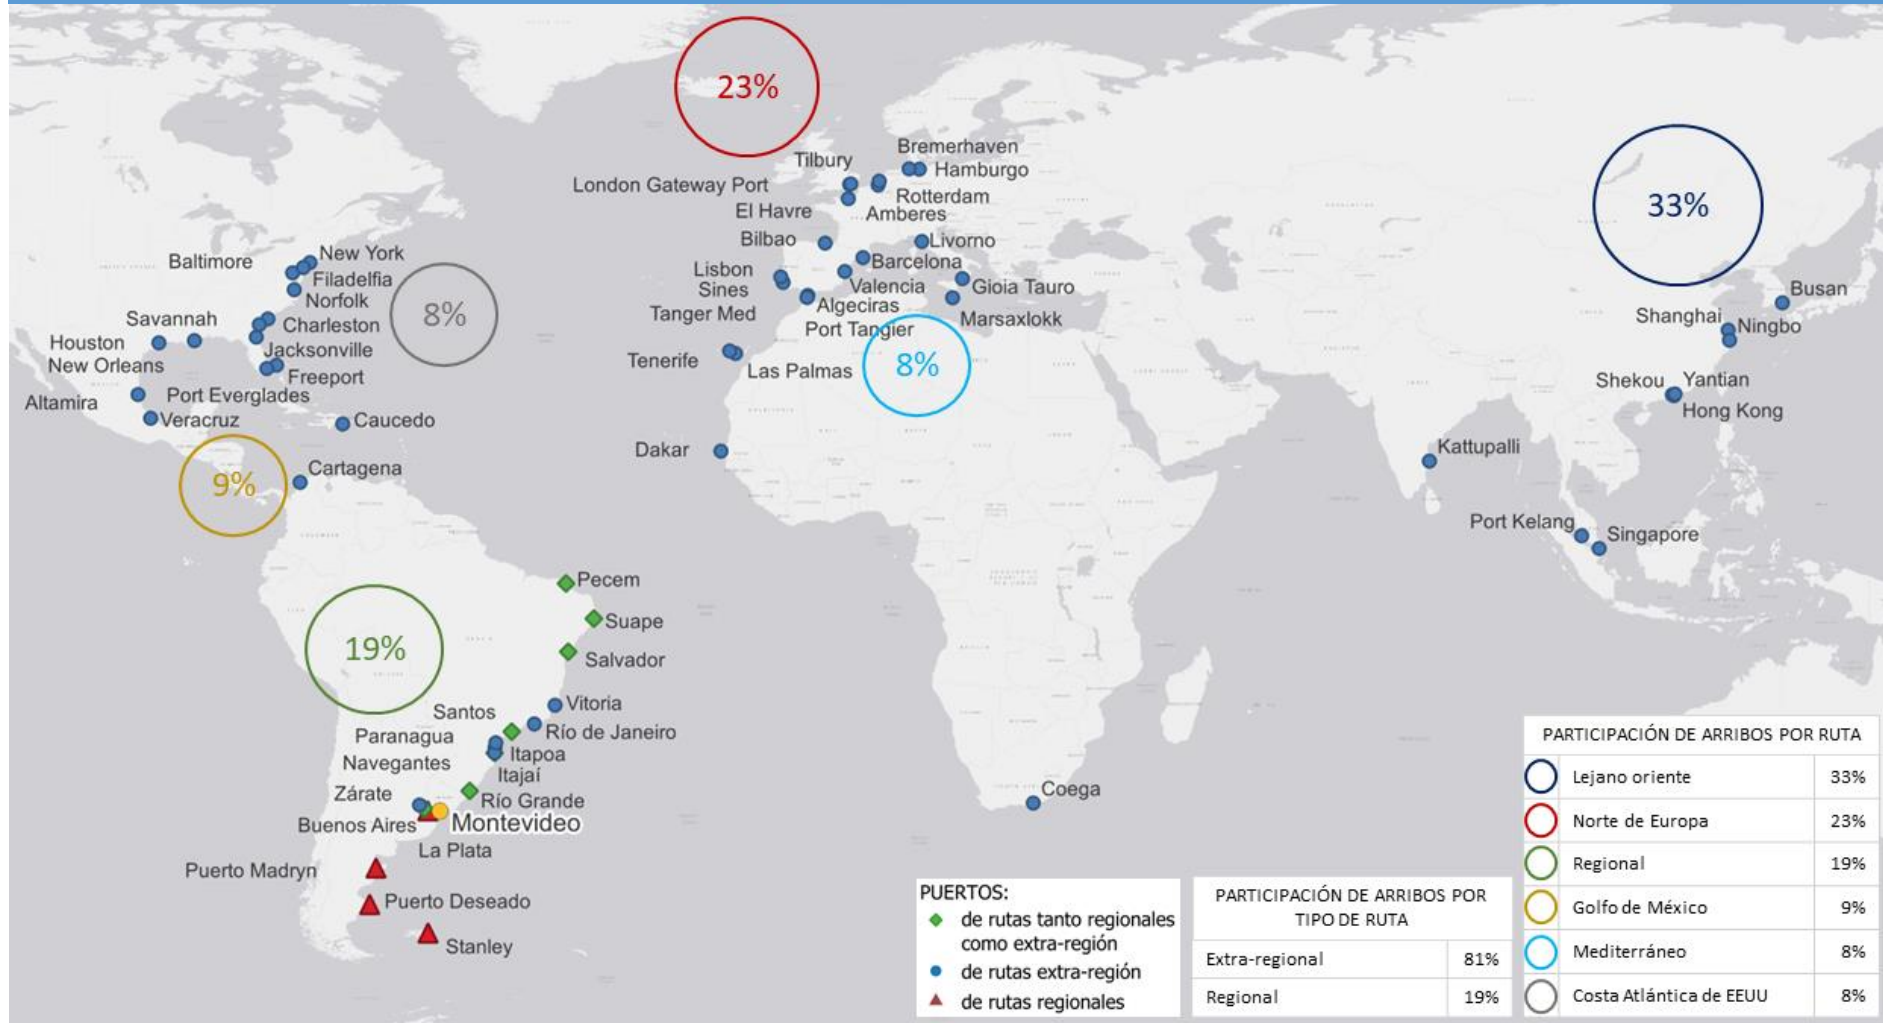 23%
Bremerhaven
Tilbury
Hamburgo
London Gateway Port
Rotterdam
El Havre
Amberes
33%
Bilbao
Livorno
New York
Baltimore
Barcelona
Lisbon
Filadelfia
Valencia
Gioia Tauro
Sines
Busan
Norfolk
Algeciras
Tanger Med
8%
Savannah
Charleston
Port Tangier
Marsaxlokk
Shanghai
Ningbo
Houston
Jacksonville
New Orleans
Tenerife
8%
Freeport
Las Palmas
Shekou
Yantian
Port Everglades
Altamira
Hong Kong
Veracruz
Caucedo
Dakar
Kattupalli
Cartagena
9%
Port Kelang
Singapore
Pecem
Suape
19%
Salvador
Vitoria
Santos
Río de Janeiro
Paranagua
Itapoa
Navegantes
Itajaí
Zárate
Río Grande
Coega
Buenos Aires
Montevideo
La Plata
Puerto Madryn
Puerto Deseado
Stanley
PUERTOS:
de rutas tanto regionales
como extra-región
de rutas extra-región
de rutas regionales
PARTICIPACIÓN DE ARRIBOS POR
TIPO DE RUTA
Extra-regional 81%
Regional 19%
PARTICIPACIÓN DE ARRIBOS POR RUTA
Lejano oriente 33%
Norte de Europa 23%
Regional 19%
Golfo de México 9%
Mediterráneo 8%
Costa Atlántica de EEUU 8%